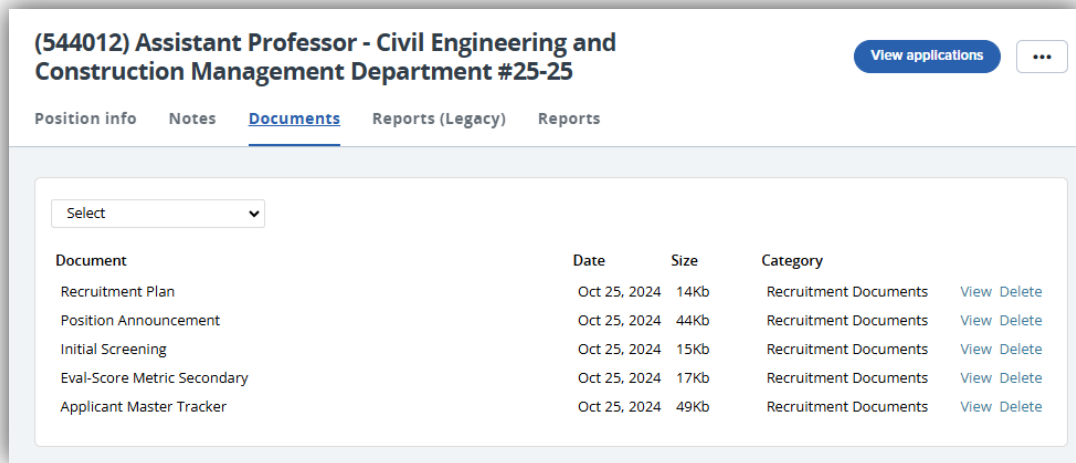 (544012) Assistant Professor - Civil Engineering and
Construction Management Department #25-25
View applications
•••
Position info Notes Documents Reports (Legacy) Reports
Select
Document Date Size Category
Recruitment Plan Oct 25, 2024 14Kb Recruitment Documents View Delete
Position Announcement Oct 25, 2024 44Kb Recruitment Documents View Delete
Initial Screening Oct 25, 2024 15Kb Recruitment Documents View Delete
Eval-Score Metric Secondary Oct 25, 2024 17Kb Recruitment Documents View Delete
Applicant Master Tracker Oct 25, 2024 49Kb Recruitment Documents View Delete